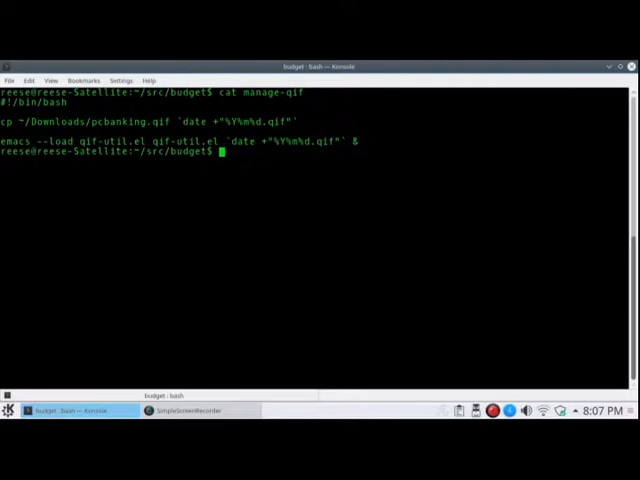 budget : bash — Konsole
File Edit View Bookmarks Settings Help
reese@reese-Satellite:~/src/budget$ cat manage-qif
#!/bin/bash
cp ~/Downloads/pcbanking.qif `date +"%Y%m%d.qif"`
emacs --load qif-util.el qif-util.el `date +"%Y%m%d.qif"` &
reese@reese-Satellite:~/src/budget$
budget : bash
budget : bash — Konsole
SimpleScreenRecorder
8:07 PM